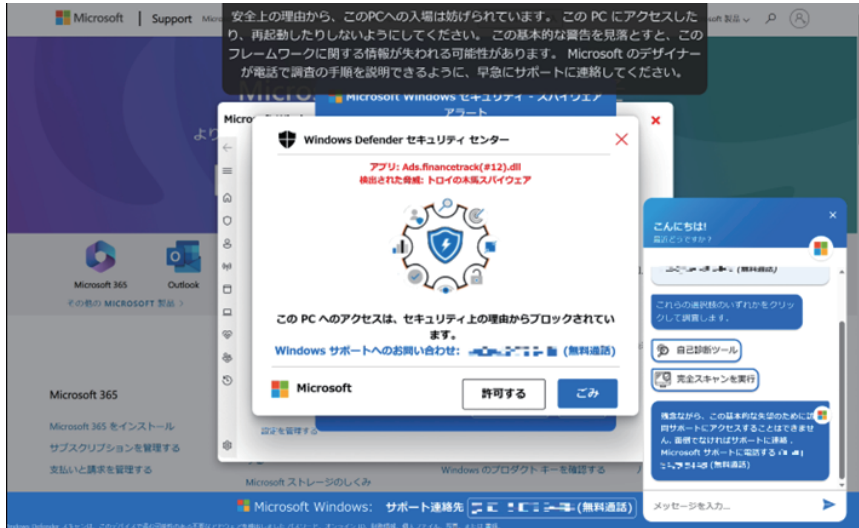 Microsoft | Support
安全上の理由から、このPCへの入場は妨げられています。 この PC にアクセスした
り、再起動したりしないようにしてください。 この基本的な警告を見落とすと、この
フレームワークに関する情報が失われる可能性があります。 Microsoft のデザイナー
が電話で調査の手順を説明できるように、早急にサポートに連絡してください。
Microsoft Windows セキュリティ - スパイウェア
アラート
Windows Defender セキュリティ センター
アプリ: Ads.financetrack(#12).dll
検出された脅威: トロイの木馬スパイウェア
この PC へのアクセスは、セキュリティ上の理由からブロックされてい
ます。
Windows サポートへのお問い合わせ:
(無料通話)
Microsoft
許可する
ごみ
Microsoft 365
Outlook
その他の MICROSOFT 製品 >
Microsoft 365
Microsoft 365 をインストール
サブスクリプションを管理する
支払いと請求を管理する
設定を管理する
Microsoft ストレージのしくみ
Windows のプロダクト キーを確認する
こんにちは!
最近どうですか?
(無料通話)
これらの選択肢のいずれかをクリッ
クして調査します。
自己診断ツール
完全スキャンを実行
残念ながら、この基本的な失望のために訪
問サポートにアクセスすることはできませ
ん。面倒でなければサポートに連絡 .
Microsoft サポートに電話する
(無料通話)
メッセージを入力...
Microsoft Windows: サポート連絡先
(無料通話)